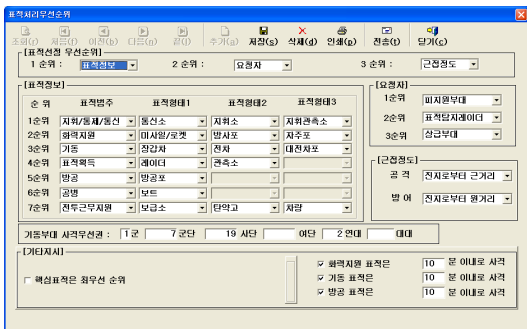 표적처리우선순위
조회(r) 처음(f) 이전(b) 다음(n) 끝(l) 추가(a) 저장(s) 삭제(d) 인쇄(p) 전송(t) 닫기(c)
[표적선정 우선순위]
1 순위 : 표적정보 2 순위 : 요청자 3 순위 : 근접정도
[표적정보]
순 위 표적범주 표적형태1 표적형태2 표적형태3
1순위 지휘/통제/통신 통신소 지휘소 지휘관측소
2순위 화력지원 미사일/로켓 방사포 자주포
3순위 기동 장갑차 전차 대전차포
4순위 표적획득 레이더 관측소
5순위 방공 방공포
6순위 공병 보트
7순위 전투근무지원 보급소 탄약고 차량
[요청자]
1순위 피지원부대
2순위 표적탐지레이더
3순위 상급부대
[근접정도]
공 격 전지로부터 근거리
방 어 전지로부터 원거리
기동부대 사격우선권 : 1 군 7 군단 19 사단 여단 2 연대 대대
[기타지시]
핵심표적은 최우선 순위
화력지원 표적은 10 분 이내로 사격
기동 표적은 10 분 이내로 사격
방공 표적은 10 분 이내로 사격